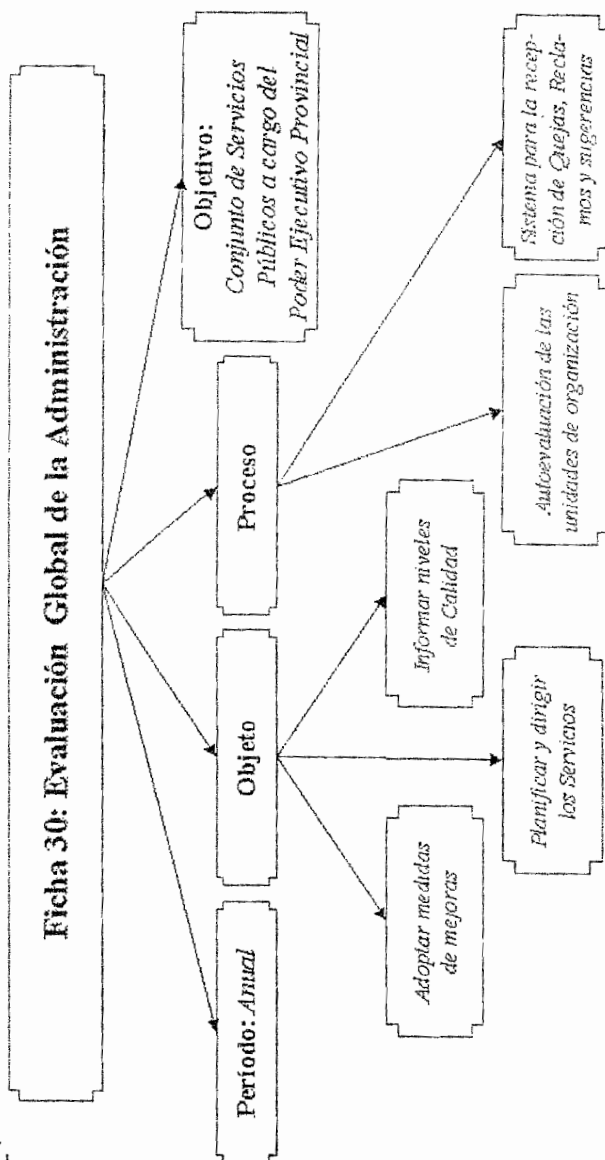 Ficha 30: Evaluación Global de la Administración
Período: Anual
Objeto
Proceso
Objetivo:
Conjunto de Servicios
Públicos a cargo del
Poder Ejecutivo Provincial
Adoptar medidas
de mejoras
Informar niveles
de Calidad
Planificar y dirigir
los Servicios
Autoevaluación de las
unidades de organización
Sistema para la recep-
ción de Quejas, Recla-
mos y sugerencias